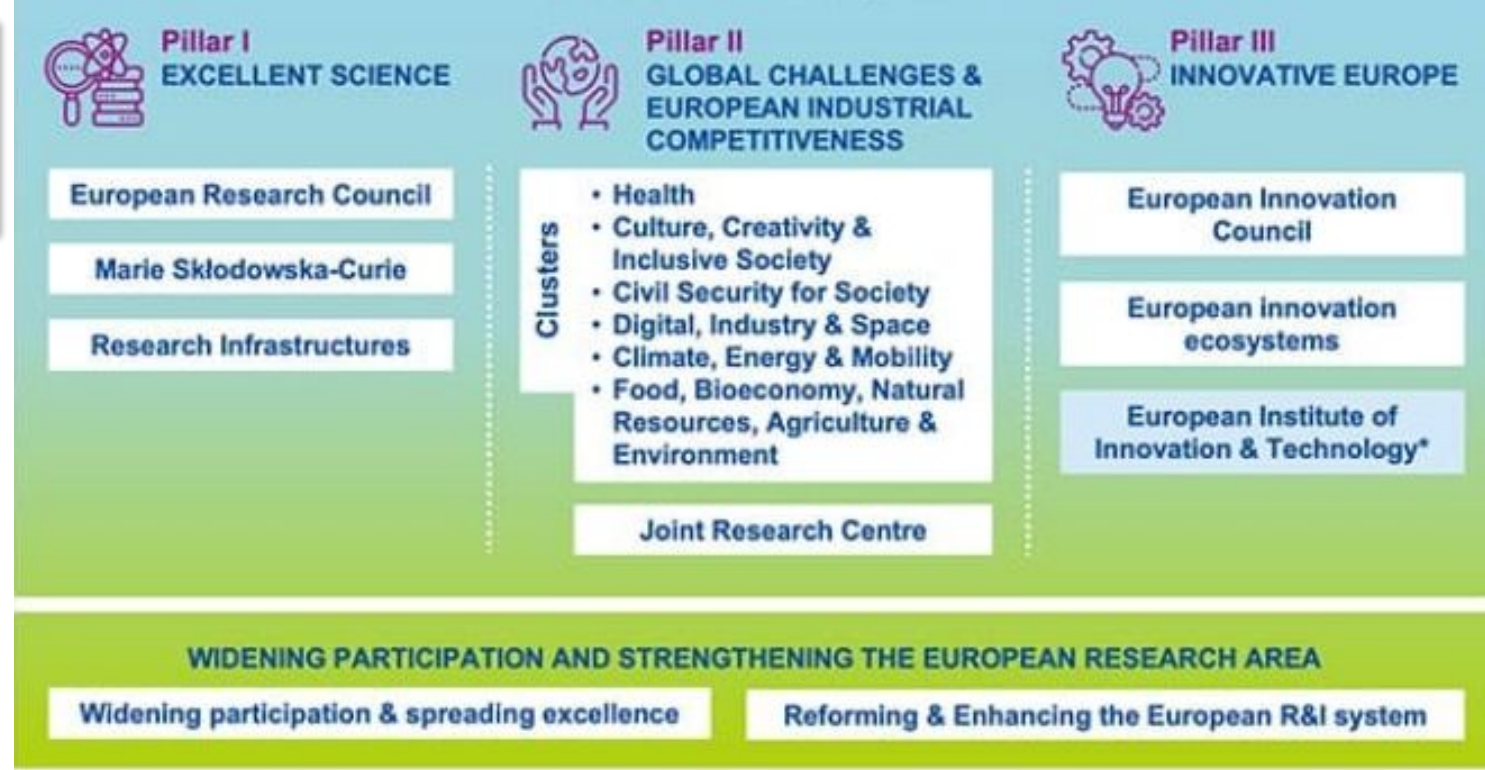 Pillar I
EXCELLENT SCIENCE
European Research Council
Marie Skłodowska-Curie
Research Infrastructures
Pillar II
GLOBAL CHALLENGES &
EUROPEAN INDUSTRIAL
COMPETITIVENESS
Clusters
• Health
• Culture, Creativity &
Inclusive Society
• Civil Security for Society
• Digital, Industry & Space
• Climate, Energy & Mobility
• Food, Bioeconomy, Natural
Resources, Agriculture &
Environment
Joint Research Centre
Pillar III
INNOVATIVE EUROPE
European Innovation
Council
European innovation
ecosystems
European Institute of
Innovation & Technology*
WIDENING PARTICIPATION AND STRENGTHENING THE EUROPEAN RESEARCH AREA
Widening participation & spreading excellence
Reforming & Enhancing the European R&I system